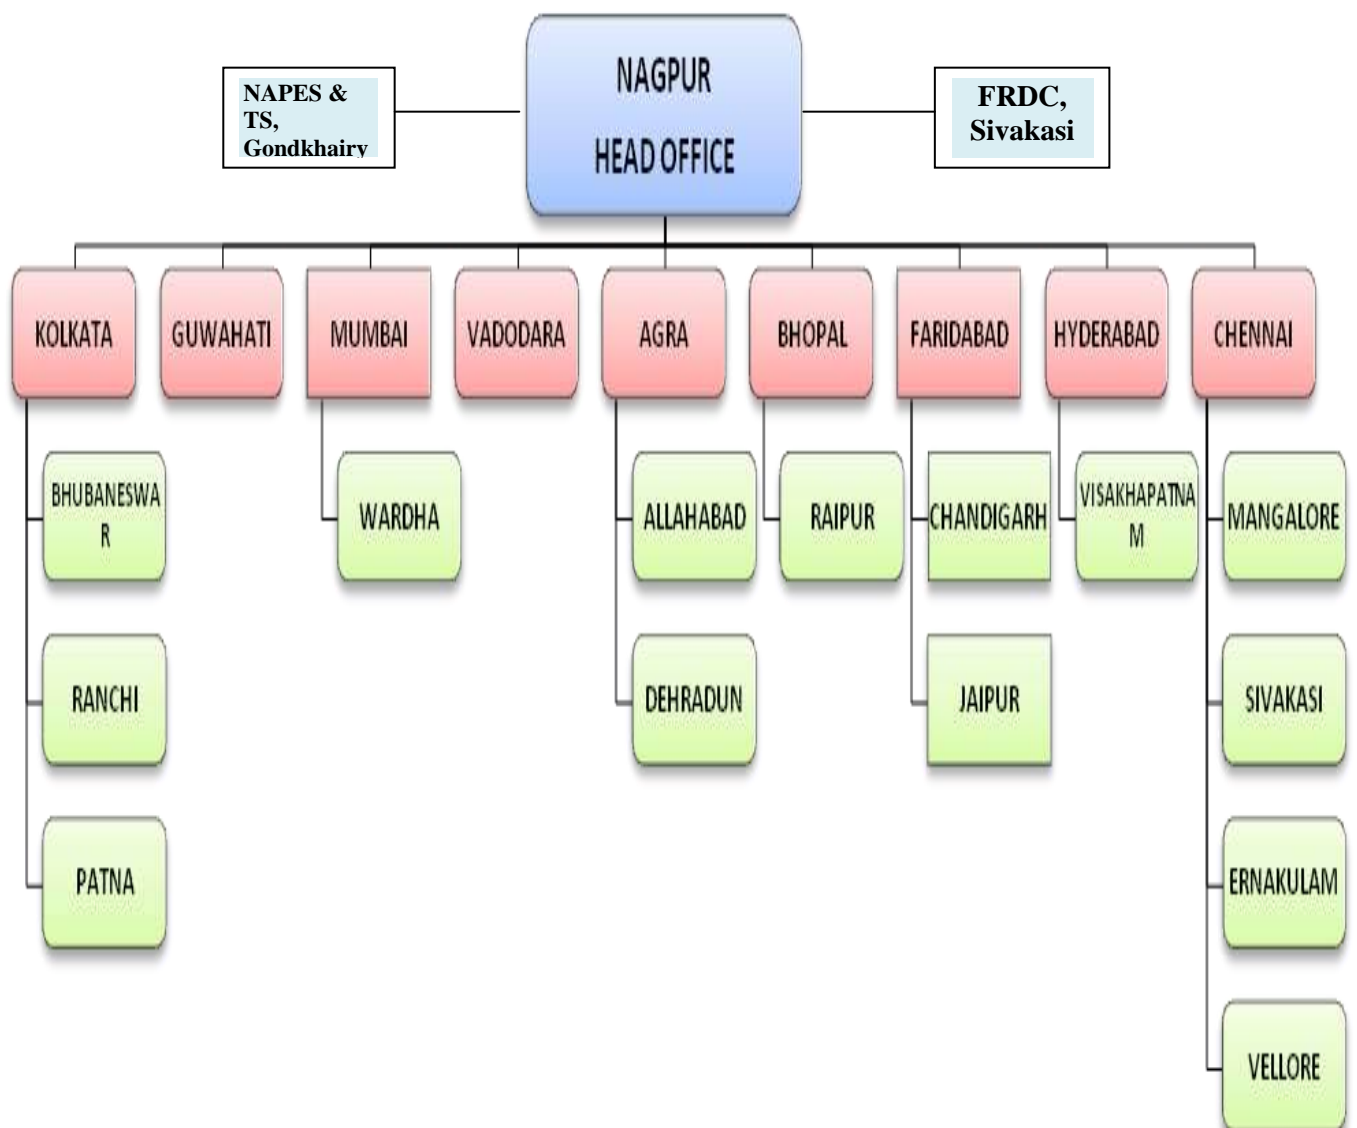 NAGPUR
HEAD OFFICE
NAPES &
TS,
Gondkhairy
FRDC,
Sivakasi
KOLKATA
GUWAHATI
MUMBAI
VADODARA
AGRA
BHOPAL
FARIDABAD
HYDERABAD
CHENNAI
BHUBANESWA
R
WARDHA
ALLAHABAD
RAIPUR
CHANDIGARH
VISAKHAPATNA
M
MANGALORE
RANCHI
DEHRADUN
JAIPUR
SIVAKASI
PATNA
ERNAKULAM
VELLORE